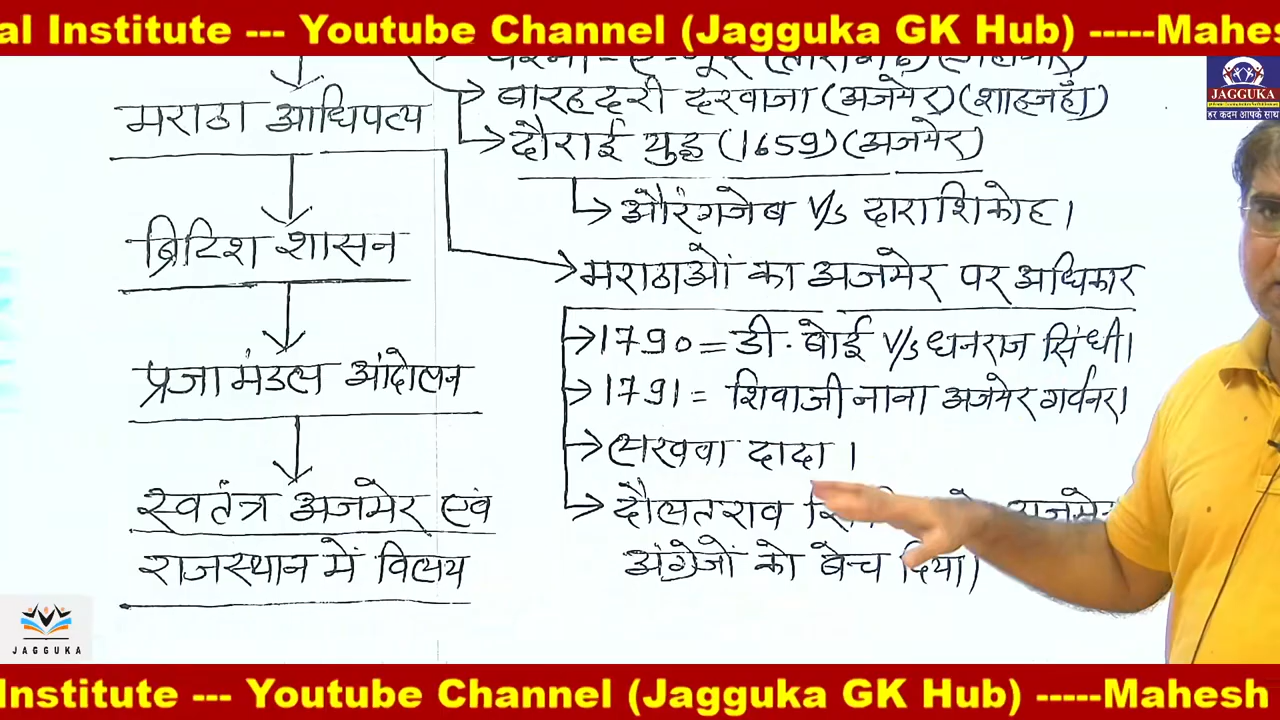 al Institute --- Youtube Channel (Jagguka GK Hub) -----Mahes
JAGGUKA
हर कदम आपके साथ
मराठा आधिपत्य
ब्रिटिश शासन
प्रजामंडल आंदोलन
स्वतंत्र अजमेर एवं
राजस्थान में विलय
बारहदरी दरवाजा (अजमेर) (शाहजहाँ)
दौराई युद्ध (1659) (अजमेर)
औरंगजेब V/s दाराशिकोह।
मराठाओं का अजमेर पर अधिकार
1790 = डी. बोई V/s धनराज सिंधी।
1791 = शिवाजी नाना अजमेर गर्वनर।
लखवा दादा।
दौलतराव
अंग्रेजों को बेच दिया।
JAGGUKA
Institute --- Youtube Channel (Jagguka GK Hub) -----Mahesh